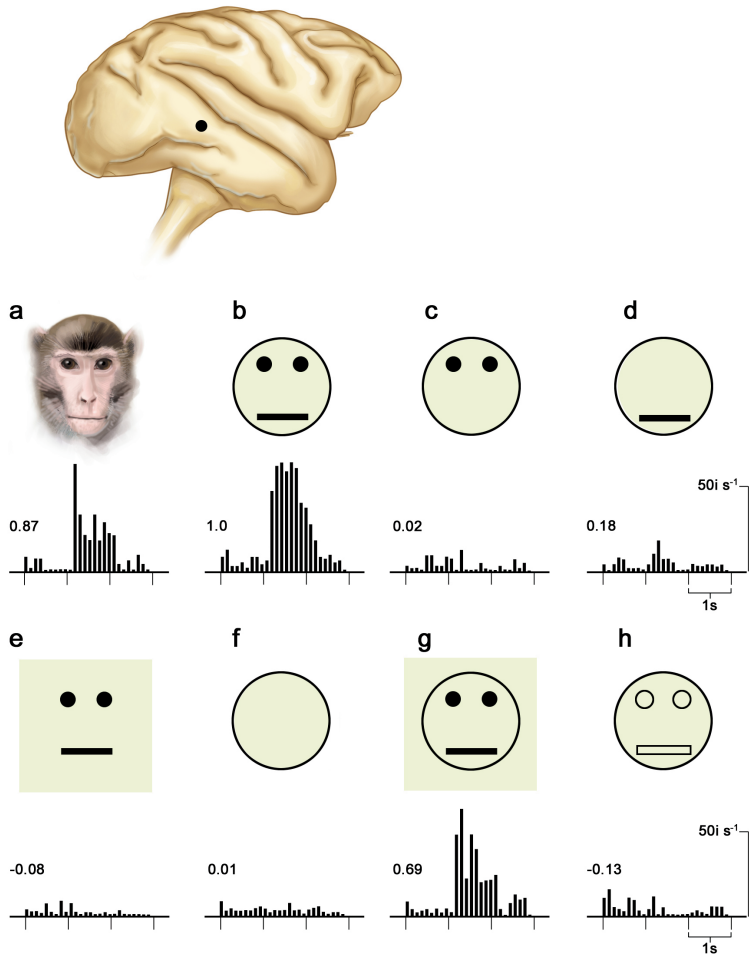 a b c d
0.87 1.0 0.02 0.18 50i s-1
1s
e f g h
-0.08 0.01 0.69 -0.13 50i s-1
1s